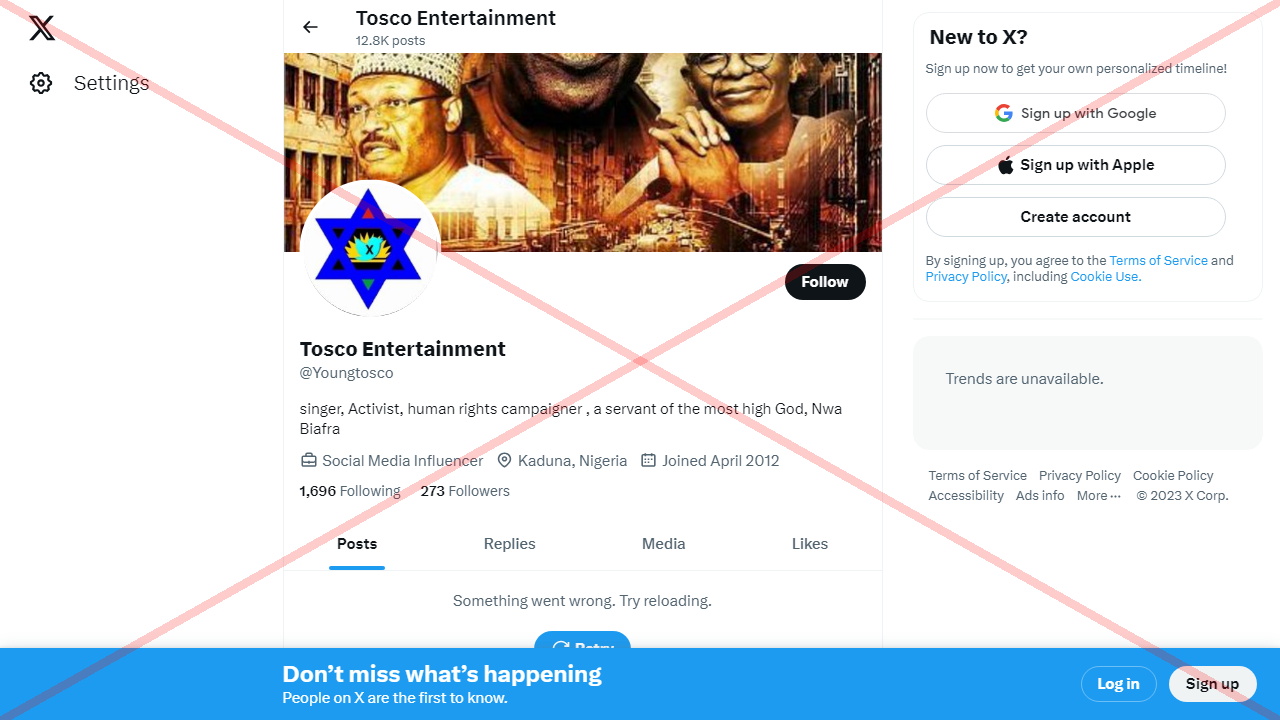 Settings
Tosco Entertainment
12.8K posts
X
Follow
Tosco Entertainment
@Youngtosco
singer, Activist, human rights campaigner , a servant of the most high God, Nwa
Biafra
Social Media Influencer Kaduna, Nigeria Joined April 2012
1,696 Following 273 Followers
Posts Replies Media Likes
Something went wrong. Try reloading.
Retry
New to X?
Sign up now to get your own personalized timeline!
Sign up with Google
Sign up with Apple
Create account
By signing up, you agree to the Terms of Service and
Privacy Policy, including Cookie Use.
Trends are unavailable.
Terms of Service Privacy Policy Cookie Policy
Accessibility Ads info More ··· © 2023 X Corp.
Don’t miss what’s happening
People on X are the first to know.
Log in Sign up